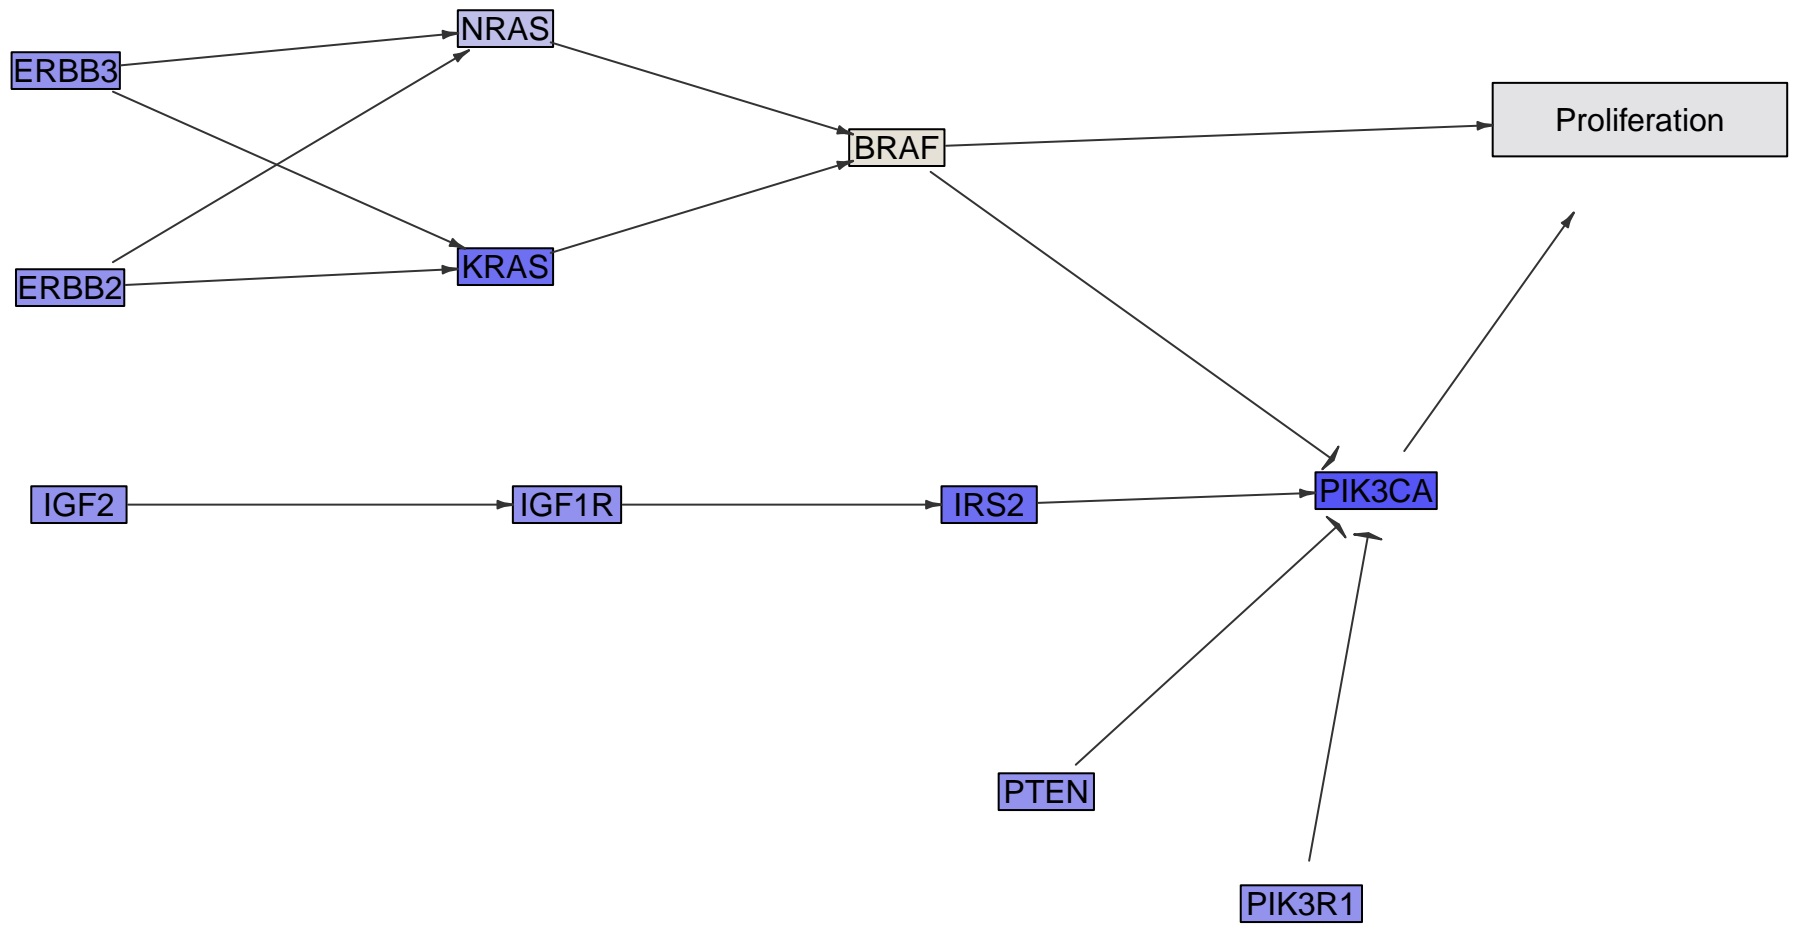 NRAS
ERBB3
Proliferation
BRAF
KRAS
ERBB2
PIK3CA
IGF2
IGF1R
IRS2
PTEN
PIK3R1